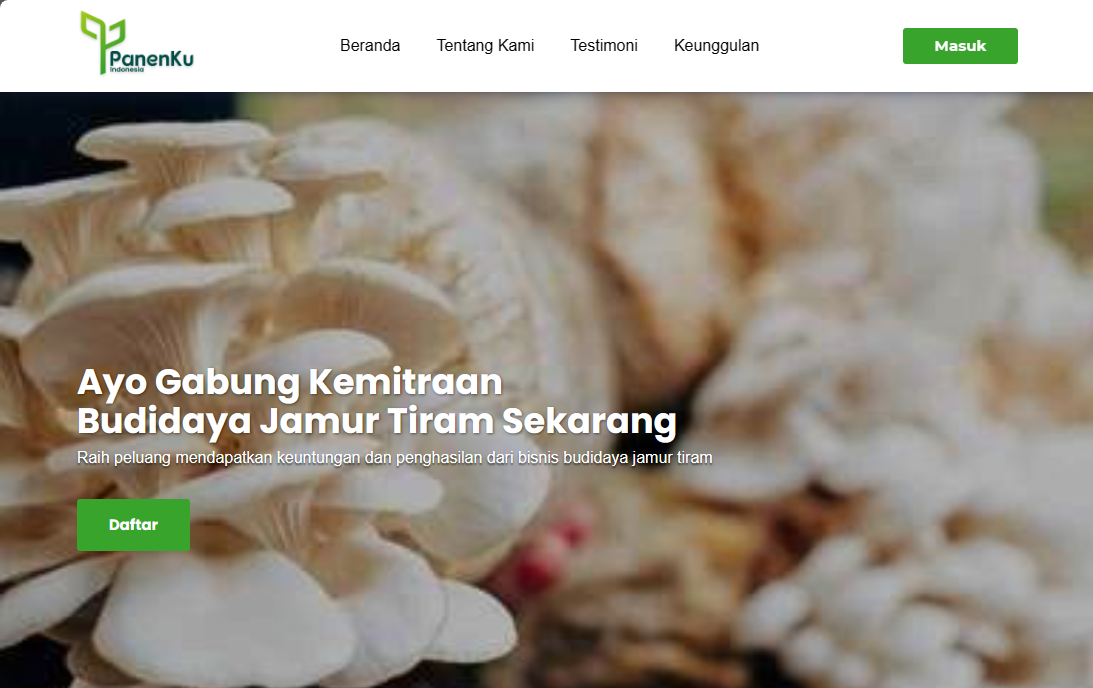 PanenKu
Indonesia
Beranda
Tentang Kami
Testimoni
Keunggulan
Masuk
Ayo Gabung Kemitraan
Budidaya Jamur Tiram Sekarang
Raih peluang mendapatkan keuntungan dan penghasilan dari bisnis budidaya jamur tiram
Daftar